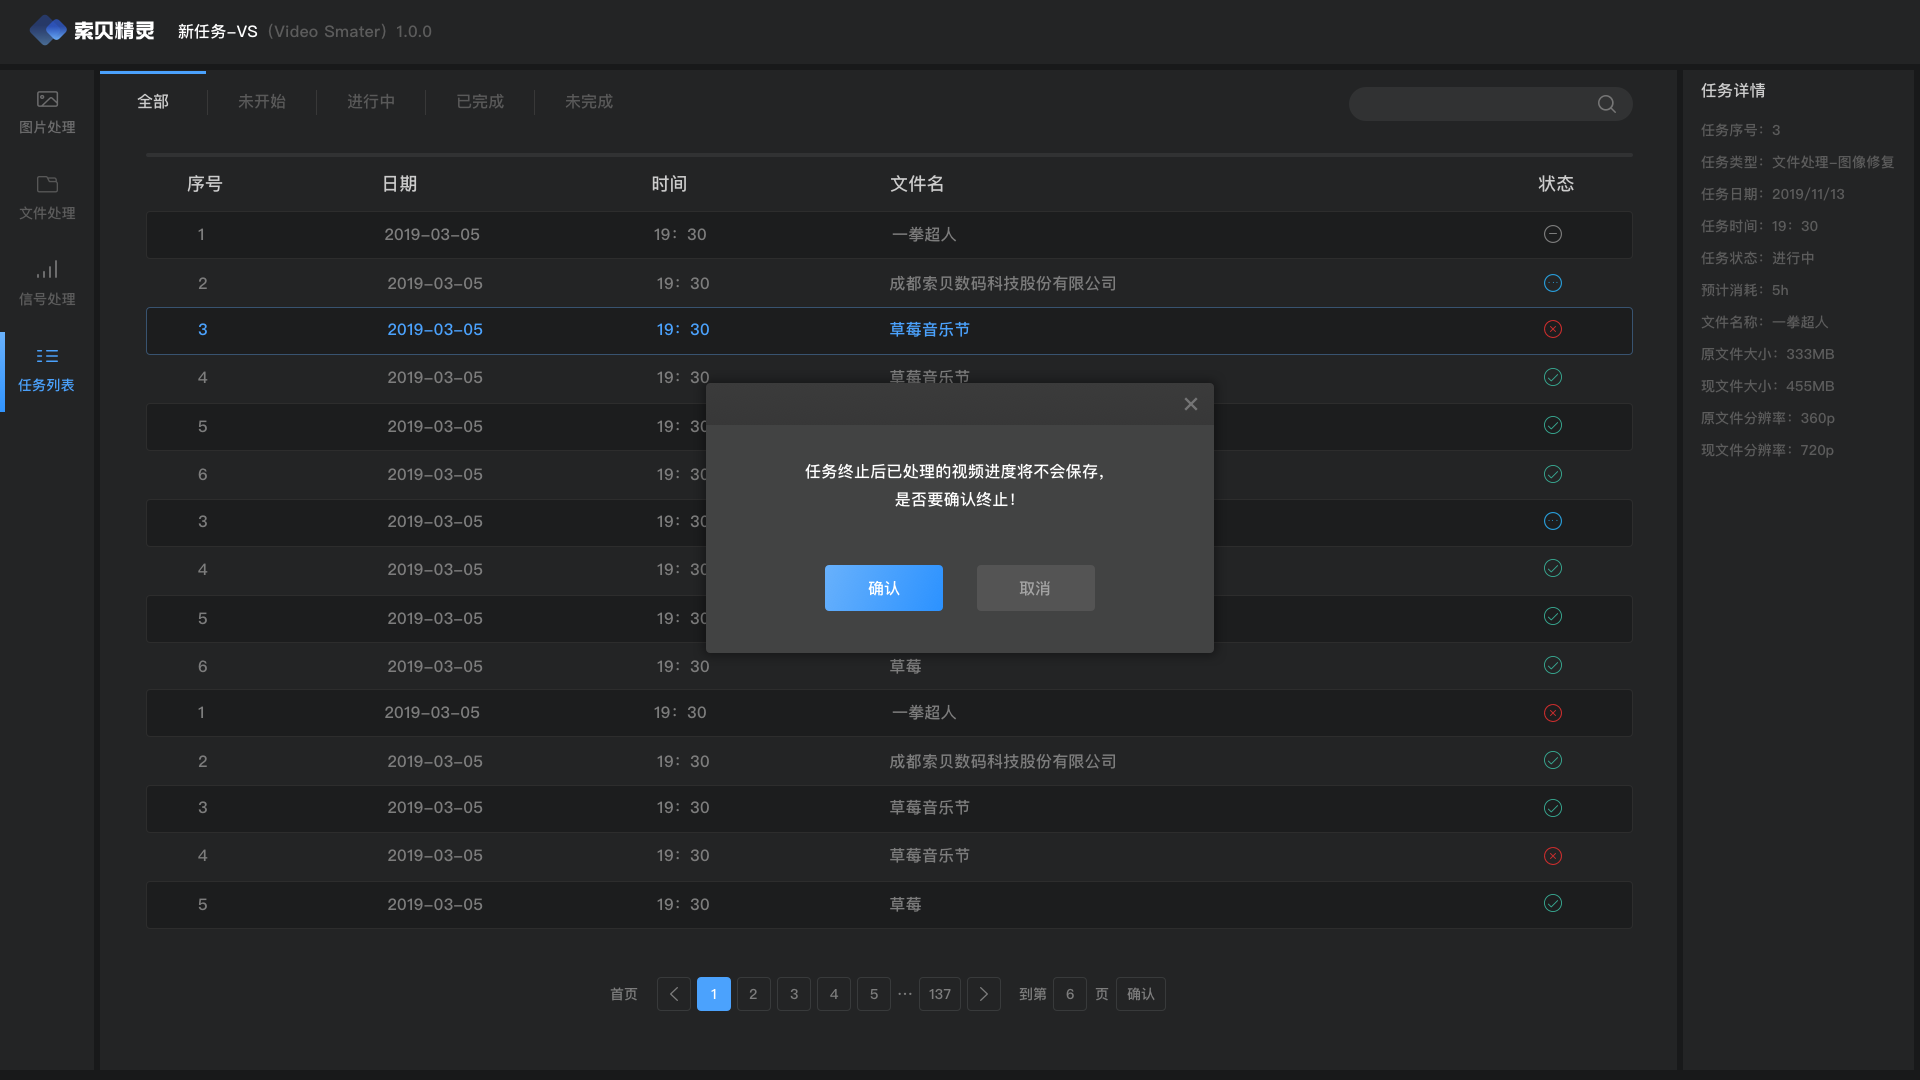 索贝精灵 新任务-VS（Video Smater）1.0.0
图片处理
文件处理
信号处理
任务列表
全部 未开始 进行中 已完成 未完成
序号 日期 时间 文件名 状态
1 2019-03-05 19：30 一拳超人
2 2019-03-05 19：30 成都索贝数码科技股份有限公司
3 2019-03-05 19：30 草莓音乐节
4 2019-03-05 19：30 草莓音乐节
5 2019-03-05 19：30
6 2019-03-05 19：30
3 2019-03-05 19：30
4 2019-03-05 19：30
5 2019-03-05 19：30
6 2019-03-05 19：30 草莓
1 2019-03-05 19：30 一拳超人
2 2019-03-05 19：30 成都索贝数码科技股份有限公司
3 2019-03-05 19：30 草莓音乐节
4 2019-03-05 19：30 草莓音乐节
5 2019-03-05 19：30 草莓
任务终止后已处理的视频进度将不会保存，
是否要确认终止！
确认 取消
首页 1 2 3 4 5 ··· 137 到第 6 页 确认
任务详情
任务序号：3
任务类型：文件处理-图像修复
任务日期：2019/11/13
任务时间：19：30
任务状态：进行中
预计消耗：5h
文件名称：一拳超人
原文件大小：333MB
现文件大小：455MB
原文件分辨率：360p
现文件分辨率：720p